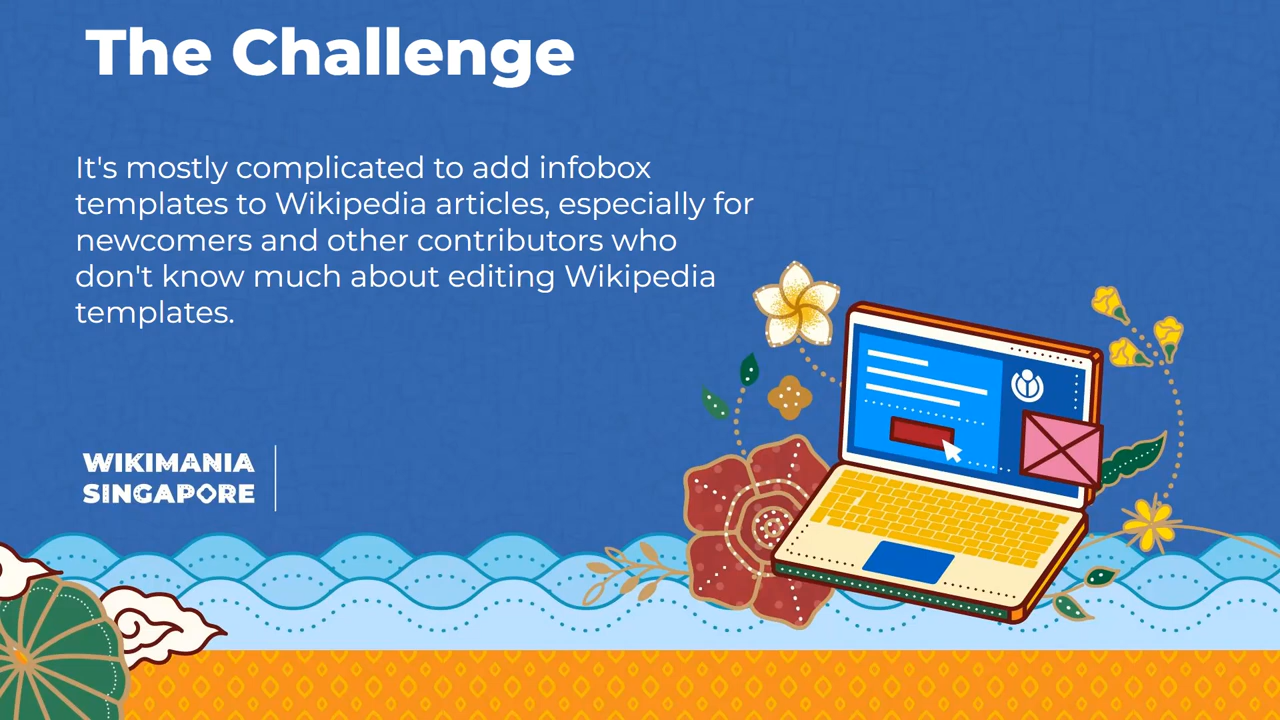 The Challenge
It's mostly complicated to add infobox
templates to Wikipedia articles, especially for
newcomers and other contributors who
don't know much about editing Wikipedia
templates.
WIKIMANIA
SINGAPORE